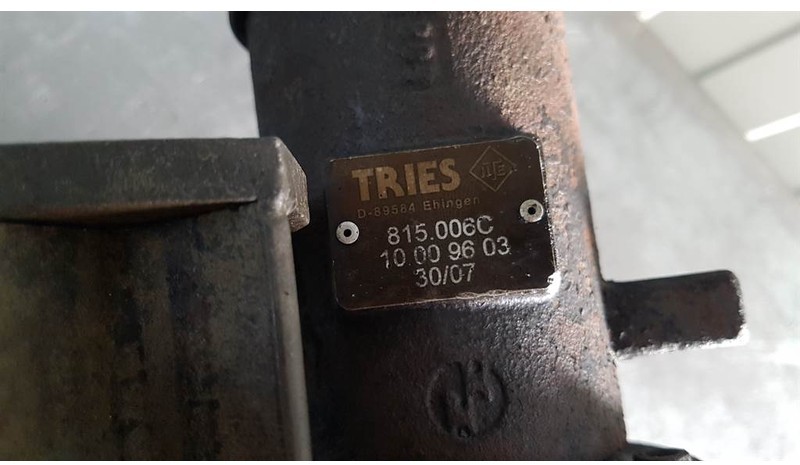 TRIES
D-89584 Ehingen
815.006C
10 00 96 03
30/07